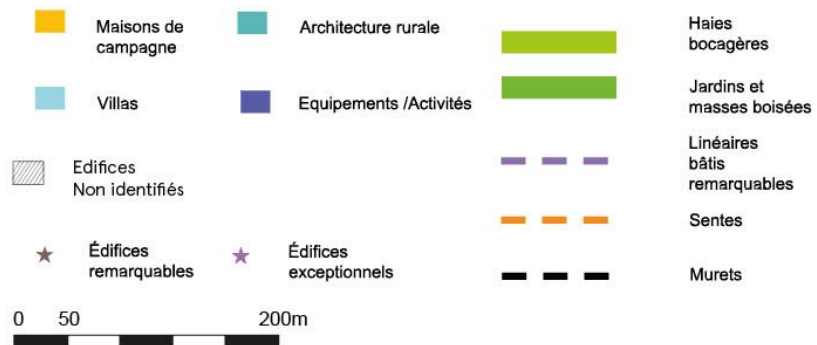 Maisons de
campagne
Architecture rurale
Haies
bocagères
Villas
Equipements /Activités
Jardins et
masses boisées
Edifices
Non identifiés
Linéaires
bâtis
remarquables
Sentes
Édifices
remarquables
Édifices
exceptionnels
Murets
0 50 200m